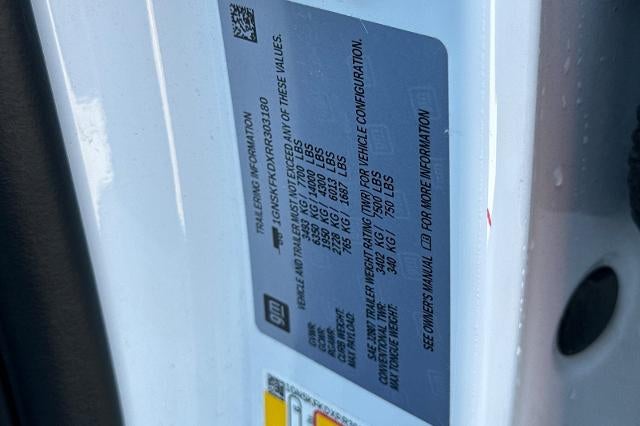 TRAILERING INFORMATION
1GNSKFKDXRR303180
VEHICLE AND TRAILER MUST NOT EXCEED ANY OF THESE VALUES.
GVWR: 3493 KG / 7700 LBS
GCWR: 6350 KG / 14000 LBS
RGAWR: 1950 KG / 4300 LBS
CURB WEIGHT: 2728 KG / 6013 LBS
MAX PAYLOAD: 765 KG / 1687 LBS
SAE J2807 TRAILER WEIGHT RATING (TWR) FOR VEHICLE CONFIGURATION.
CONVENTIONAL TWR: 3402 KG / 7500 LBS
MAX TONGUE WEIGHT: 340 KG / 750 LBS
SEE OWNER'S MANUAL FOR MORE INFORMATION
gm